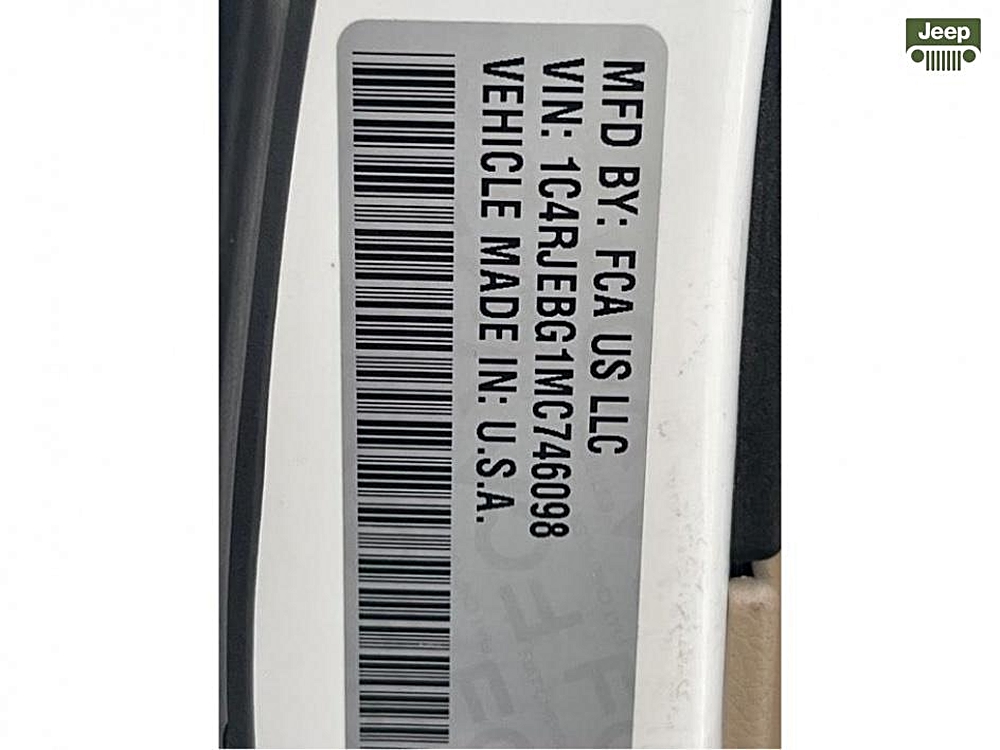 MFD BY: FCA US LLC
VIN: 1C4RJEBG1MC746098
VEHICLE MADE IN: U.S.A.
Jeep